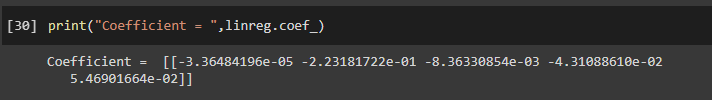 [30] print("Coefficient = ",linreg.coef_)
Coefficient =  [[-3.36484196e-05 -2.23181722e-01 -8.36330854e-03 -4.31088610e-02
5.46901664e-02]]